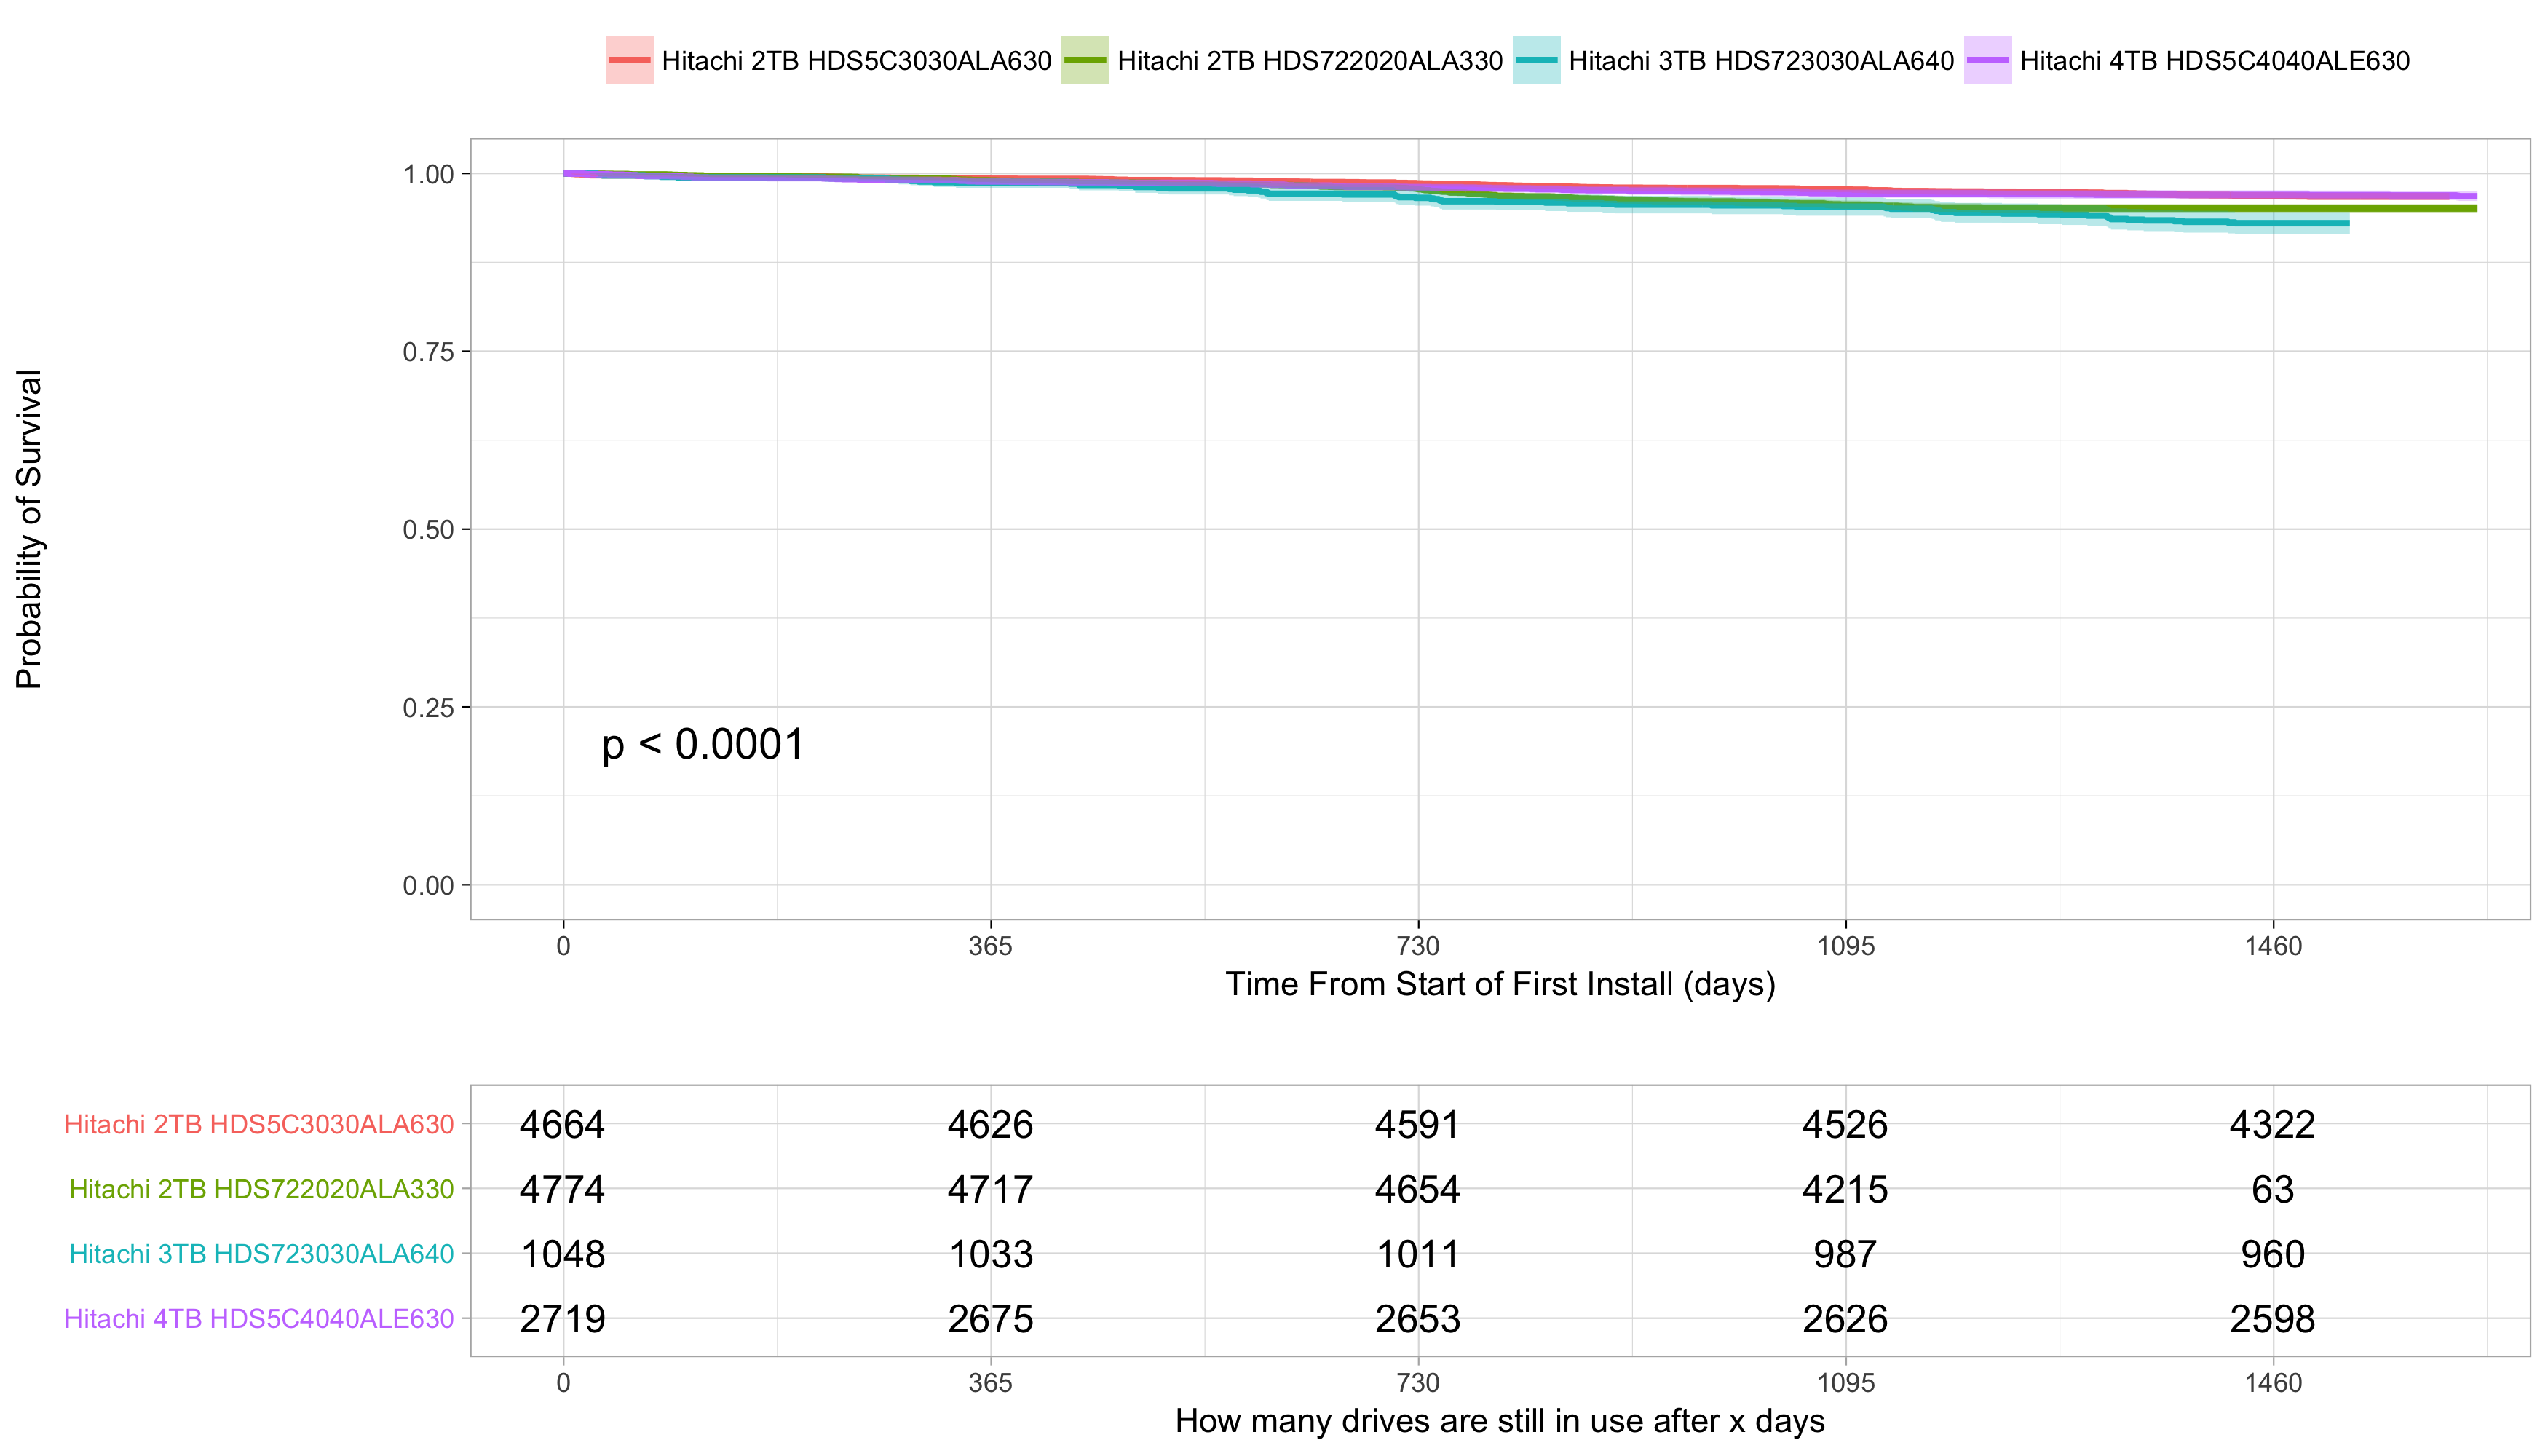 Hitachi 2TB HDS5C3030ALA630 Hitachi 2TB HDS722020ALA330 Hitachi 3TB HDS723030ALA640 Hitachi 4TB HDS5C4040ALE630
Probability of Survival
1.00
0.75
0.50
0.25
0.00
p < 0.0001
0 365 730 1095 1460
Time From Start of First Install (days)
Hitachi 2TB HDS5C3030ALA630 4664 4626 4591 4526 4322
Hitachi 2TB HDS722020ALA330 4774 4717 4654 4215 63
Hitachi 3TB HDS723030ALA640 1048 1033 1011 987 960
Hitachi 4TB HDS5C4040ALE630 2719 2675 2653 2626 2598
0 365 730 1095 1460
How many drives are still in use after x days